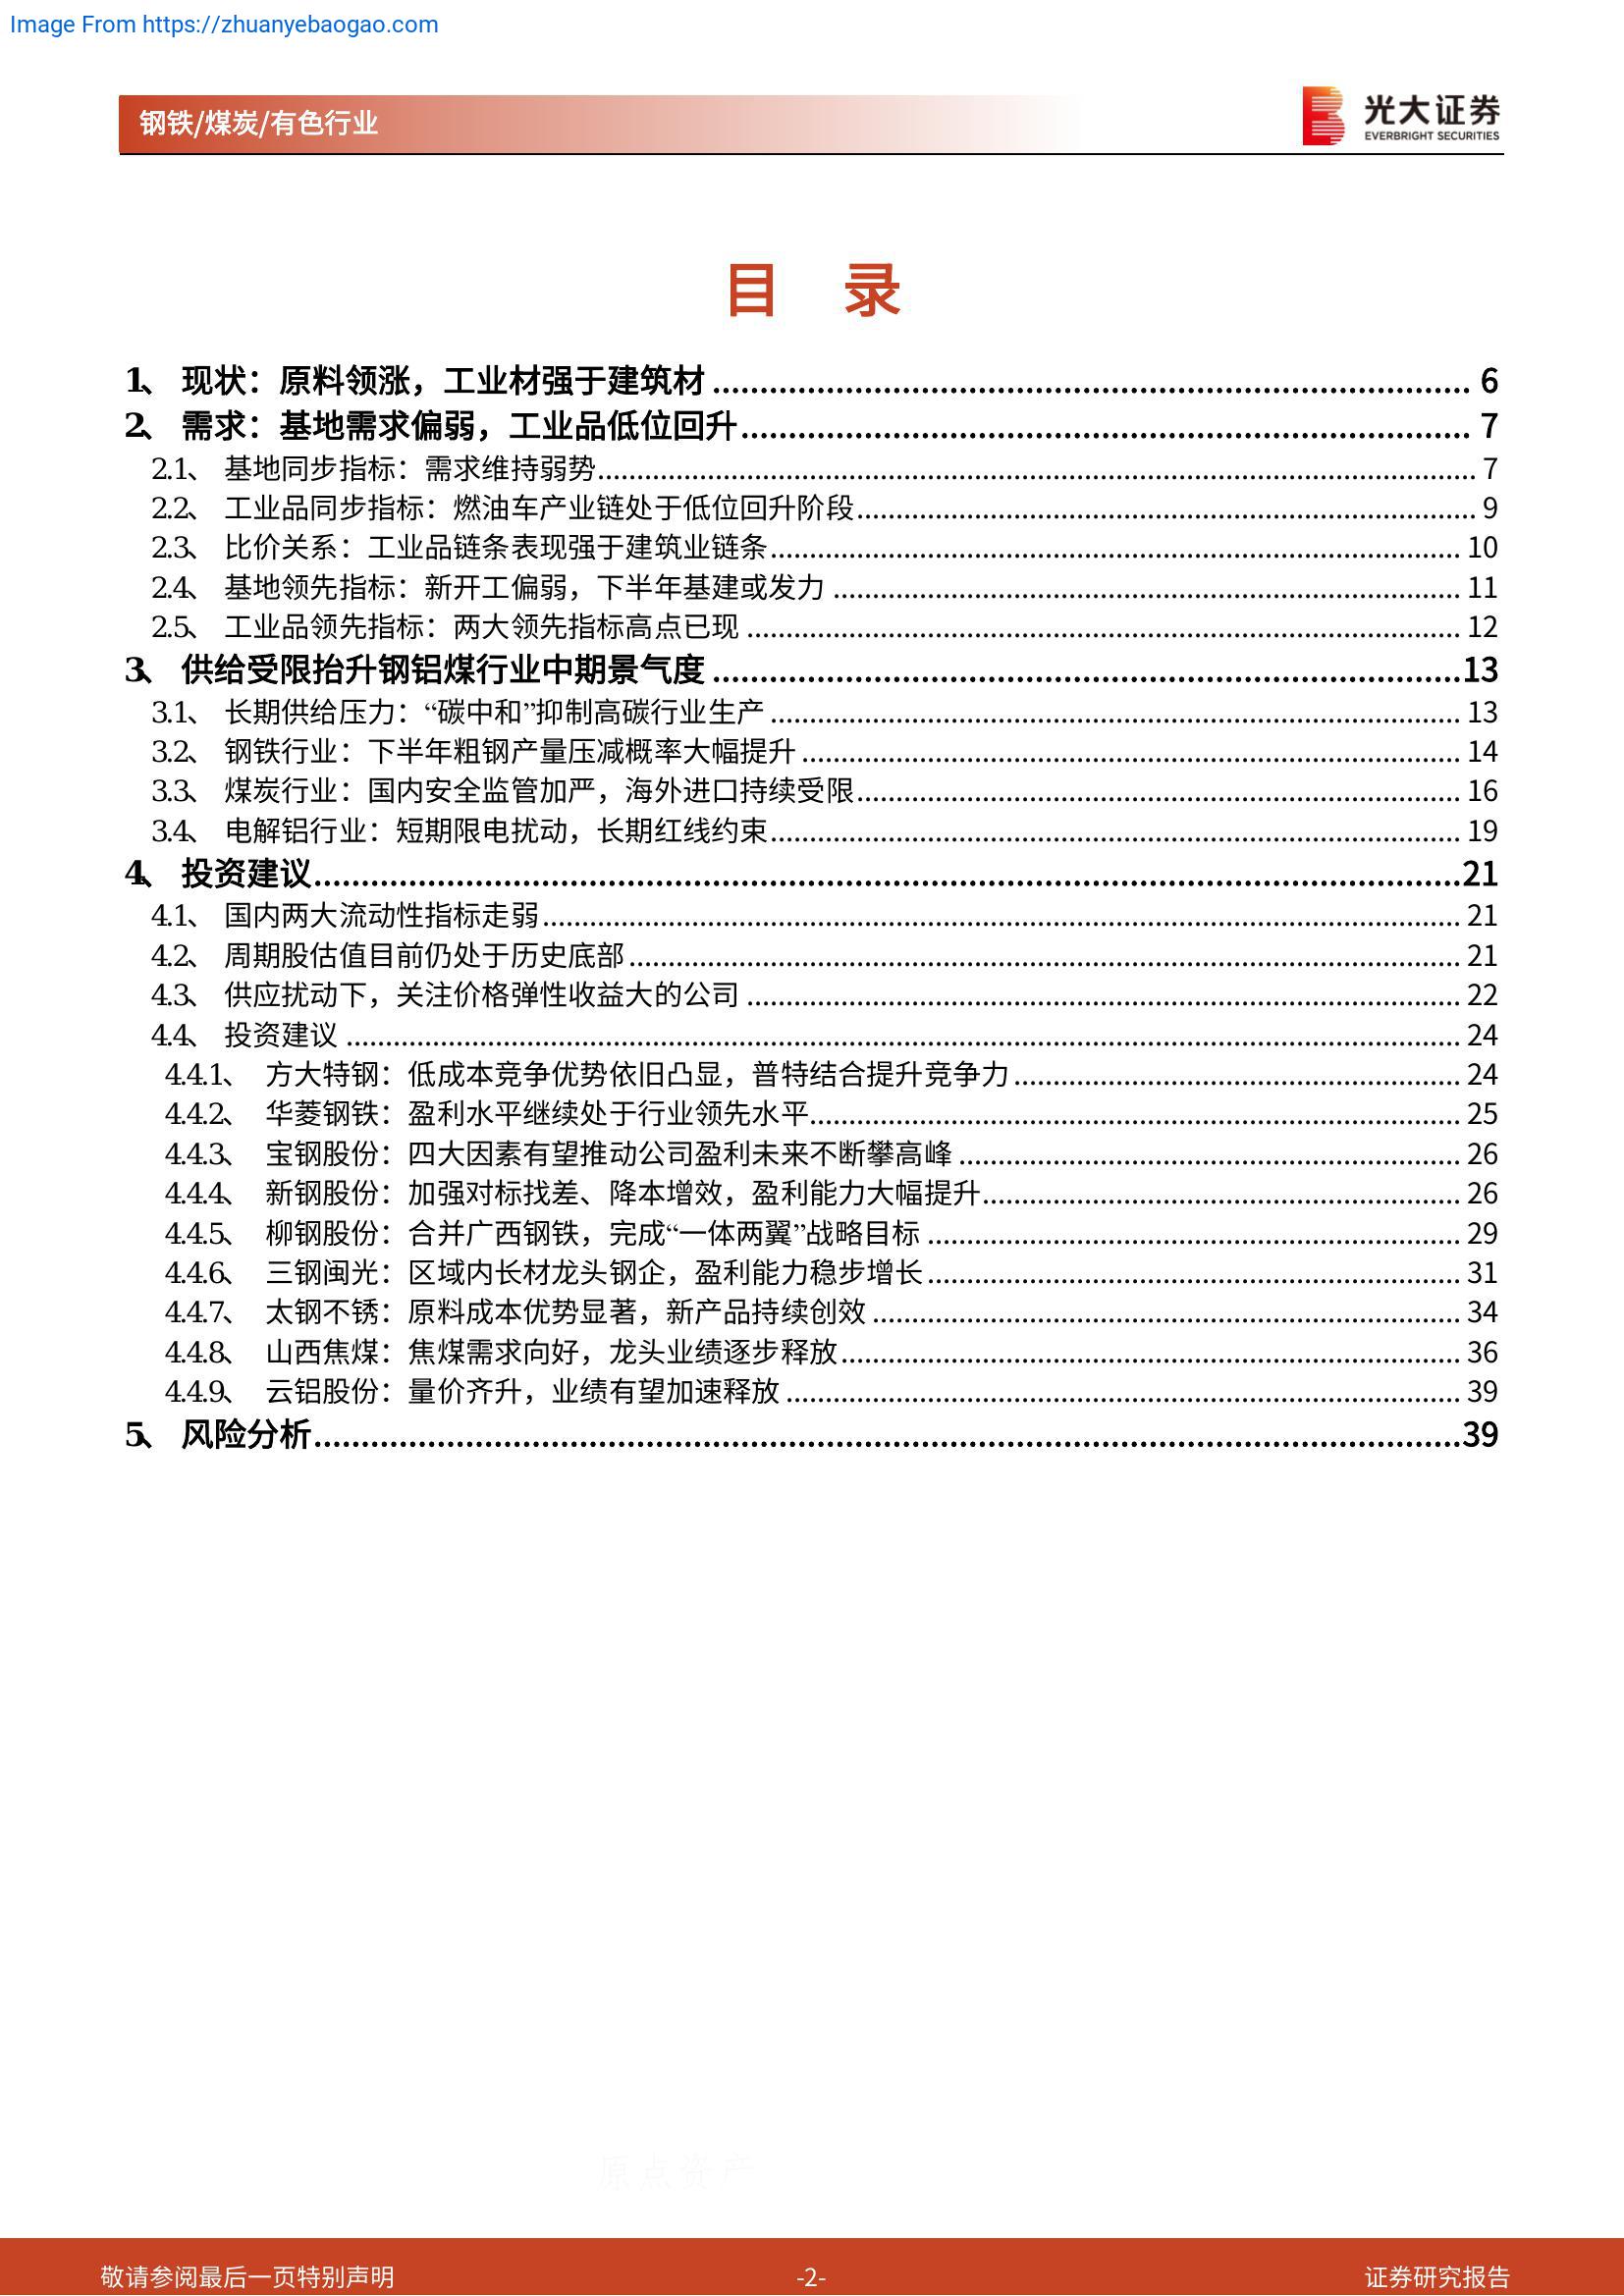 Image From https://zhuanyebaogao.com
钢铁/煤炭/有色行业
光大证券
EVERBRIGHT SECURITIES
目 录
1、 现状：原料领涨，工业材强于建筑材 6
2、 需求：基地需求偏弱，工业品低位回升 7
2.1、 基地同步指标：需求维持弱势 7
2.2、 工业品同步指标：燃油车产业链处于低位回升阶段 9
2.3、 比价关系：工业品链条表现强于建筑业链条 10
2.4、 基地领先指标：新开工偏弱，下半年基建或发力 11
2.5、 工业品领先指标：两大领先指标高点已现 12
3、 供给受限抬升钢铝煤行业中期景气度 13
3.1、 长期供给压力：“碳中和”抑制高碳行业生产 13
3.2、 钢铁行业：下半年粗钢产量压减概率大幅提升 14
3.3、 煤炭行业：国内安全监管加严，海外进口持续受限 16
3.4、 电解铝行业：短期限电扰动，长期红线约束 19
4、 投资建议 21
4.1、 国内两大流动性指标走弱 21
4.2、 周期股估值目前仍处于历史底部 21
4.3、 供应扰动下，关注价格弹性收益大的公司 22
4.4、 投资建议 24
4.4.1、 方大特钢：低成本竞争优势依旧凸显，普特结合提升竞争力 24
4.4.2、 华菱钢铁：盈利水平继续处于行业领先水平 25
4.4.3、 宝钢股份：四大因素有望推动公司盈利未来不断攀高峰 26
4.4.4、 新钢股份：加强对标找差、降本增效，盈利能力大幅提升 26
4.4.5、 柳钢股份：合并广西钢铁，完成“一体两翼”战略目标 29
4.4.6、 三钢闽光：区域内长材龙头钢企，盈利能力稳步增长 31
4.4.7、 太钢不锈：原料成本优势显著，新产品持续创效 34
4.4.8、 山西焦煤：焦煤需求向好，龙头业绩逐步释放 36
4.4.9、 云铝股份：量价齐升，业绩有望加速释放 39
5、 风险分析 39
原点资产
敬请参阅最后一页特别声明
-2-
证券研究报告